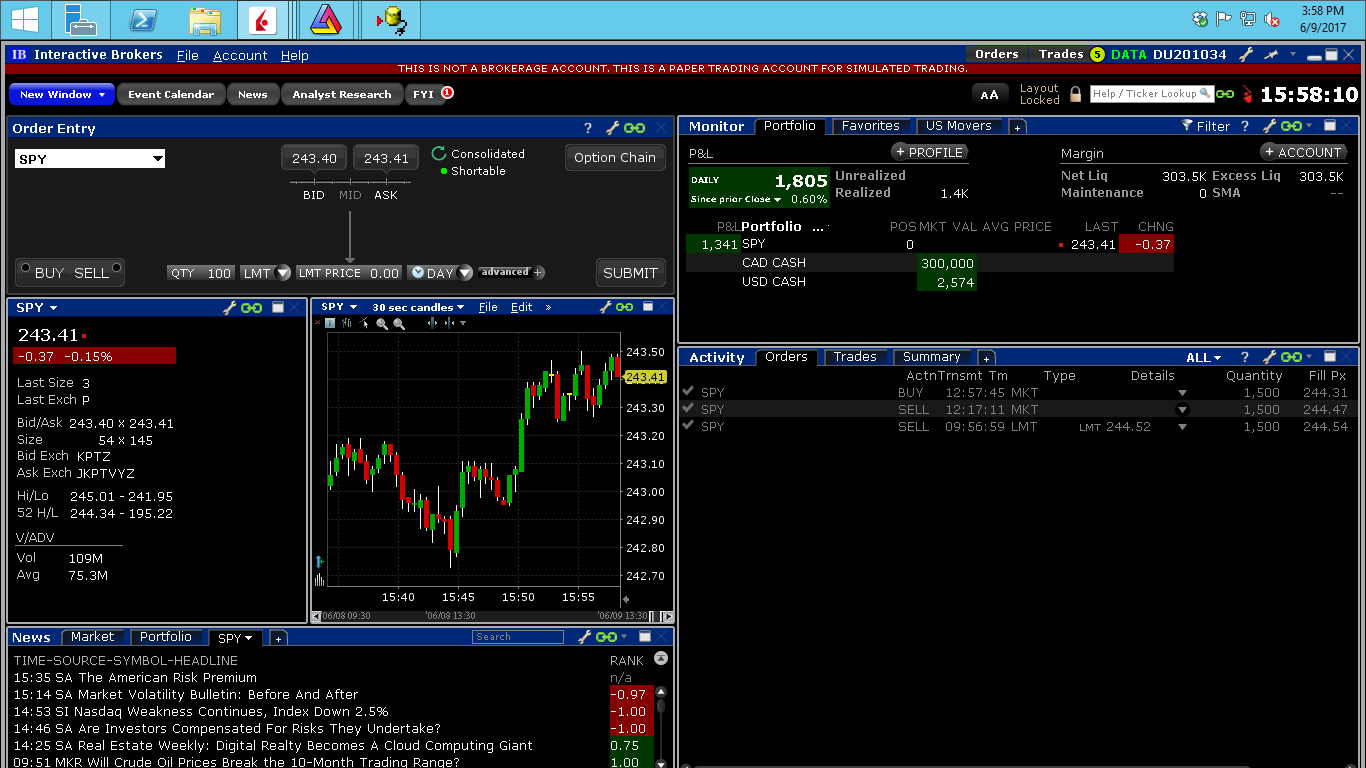 3:58 PM
6/9/2017
IB Interactive Brokers File Account Help Orders Trades 5 DATA DU201034
THIS IS NOT A BROKERAGE ACCOUNT. THIS IS A PAPER TRADING ACCOUNT FOR SIMULATED TRADING.
New Window Event Calendar News Analyst Research FYI 1 AA Layout Locked Help / Ticker Lookup 15:58:10
Order Entry ?
SPY 243.40 243.41 Consolidated Option Chain
Shortable
BID MID ASK
BUY SELL QTY 100 LMT LMT PRICE 0.00 DAY advanced + SUBMIT
Monitor Portfolio Favorites US Movers + Filter ?
P&L + PROFILE Margin + ACCOUNT
DAILY 1,805 Unrealized Net Liq 303.5K Excess Liq 303.5K
Since prior Close 0.60% Realized 1.4K Maintenance 0 SMA --
P&L Portfolio ... POS MKT VAL AVG PRICE LAST CHNG
1,341 SPY 0 243.41 -0.37
CAD CASH 300,000
USD CASH 2,574
SPY
243.41
-0.37 -0.15%
Last Size 3
Last Exch P
Bid/Ask 243.40 x 243.41
Size 54 x 145
Bid Exch KPTZ
Ask Exch JKPTVYZ
Hi/Lo 245.01 - 241.95
52 H/L 244.34 - 195.22
V/ADV
Vol 109M
Avg 75.3M
SPY 30 sec candles File Edit »
243.50
243.41
243.30
243.20
243.10
243.00
242.90
242.80
242.70
15:40 15:45 15:50 15:55
'06/08 09:30 '06/08 13:30 '06/09 13:30
Activity Orders Trades Summary + ALL ?
Actn Trnsmt Tm Type Details Quantity Fill Px
SPY BUY 12:57:45 MKT 1,500 244.31
SPY SELL 12:17:11 MKT 1,500 244.47
SPY SELL 09:56:59 LMT LMT 244.52 1,500 244.54
News Market Portfolio SPY + Search
TIME-SOURCE-SYMBOL-HEADLINE RANK
15:35 SA The American Risk Premium n/a
15:14 SA Market Volatility Bulletin: Before And After -0.97
14:53 SI Nasdaq Weakness Continues, Index Down 2.5% -1.00
14:46 SA Are Investors Compensated For Risks They Undertake? -1.00
14:25 SA Real Estate Weekly: Digital Realty Becomes A Cloud Computing Giant 0.75
09:51 MKR Will Crude Oil Prices Break the 10-Month Trading Range? 1.00